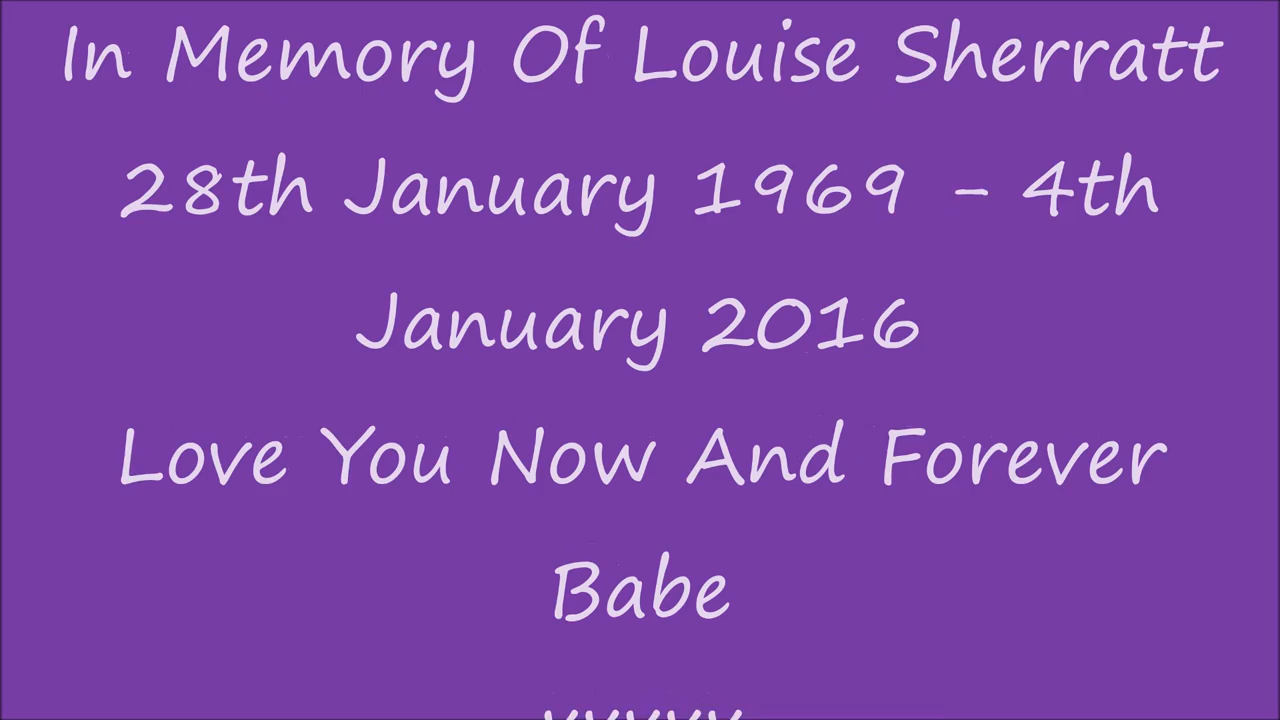 In Memory Of Louise Sherratt
28th January 1969 - 4th
January 2016
Love You Now And Forever
Babe